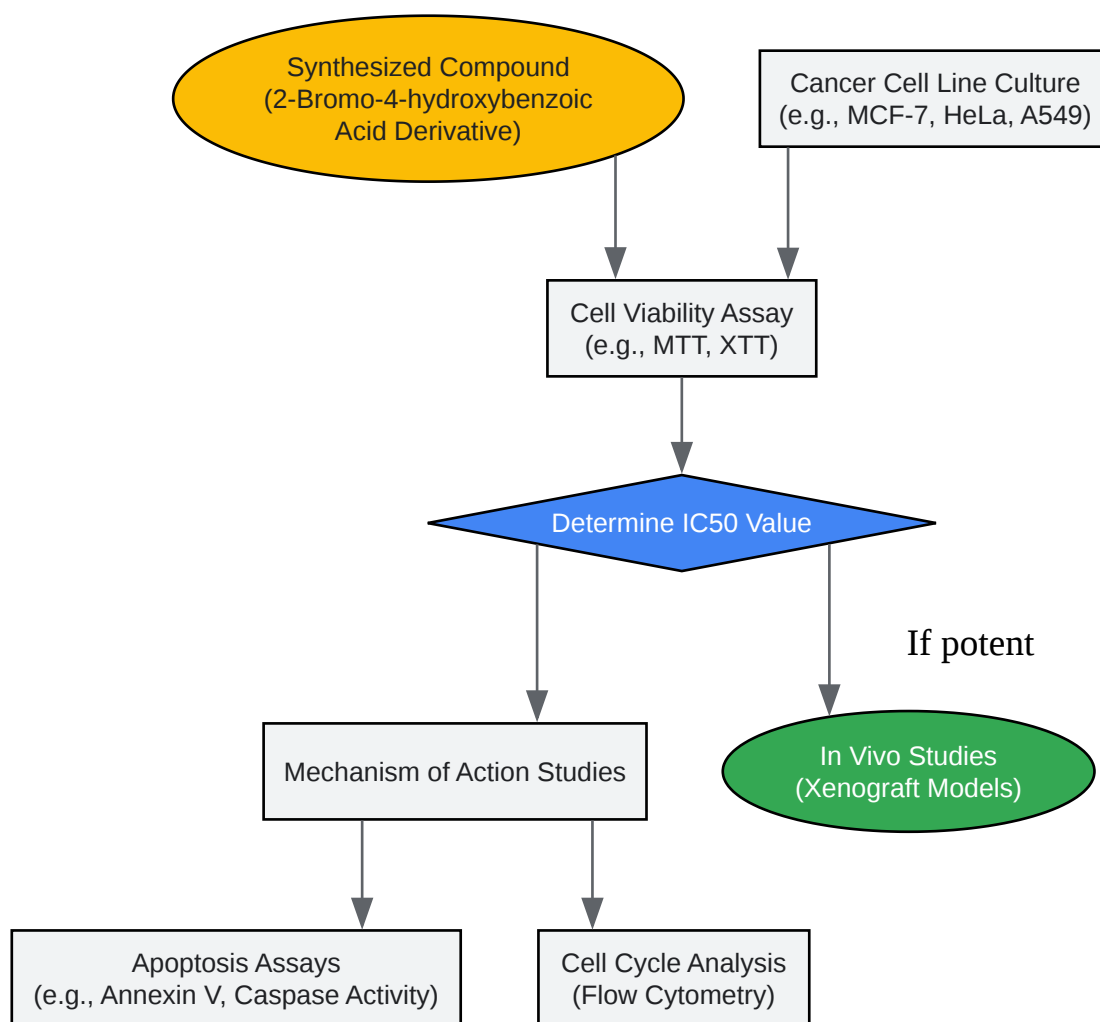 Synthesized Compound
(2-Bromo-4-hydroxybenzoic
Acid Derivative)
Cancer Cell Line Culture
(e.g., MCF-7, HeLa, A549)
Cell Viability Assay
(e.g., MTT, XTT)
Determine IC50 Value
If potent
Mechanism of Action Studies
In Vivo Studies
(Xenograft Models)
Apoptosis Assays
(e.g., Annexin V, Caspase Activity)
Cell Cycle Analysis
(Flow Cytometry)